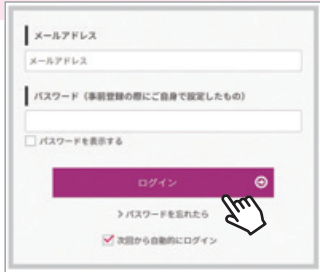 メールアドレス
メールアドレス
パスワード（事前登録の際にご自身で設定したもの）
パスワードを表示する
ログイン
> パスワードを忘れたら
次回から自動的にログイン